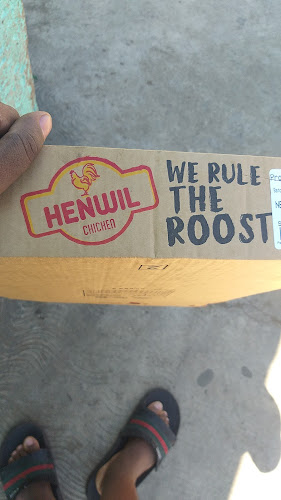 HENWIL
CHICKEN
WE RULE
THE
ROOST